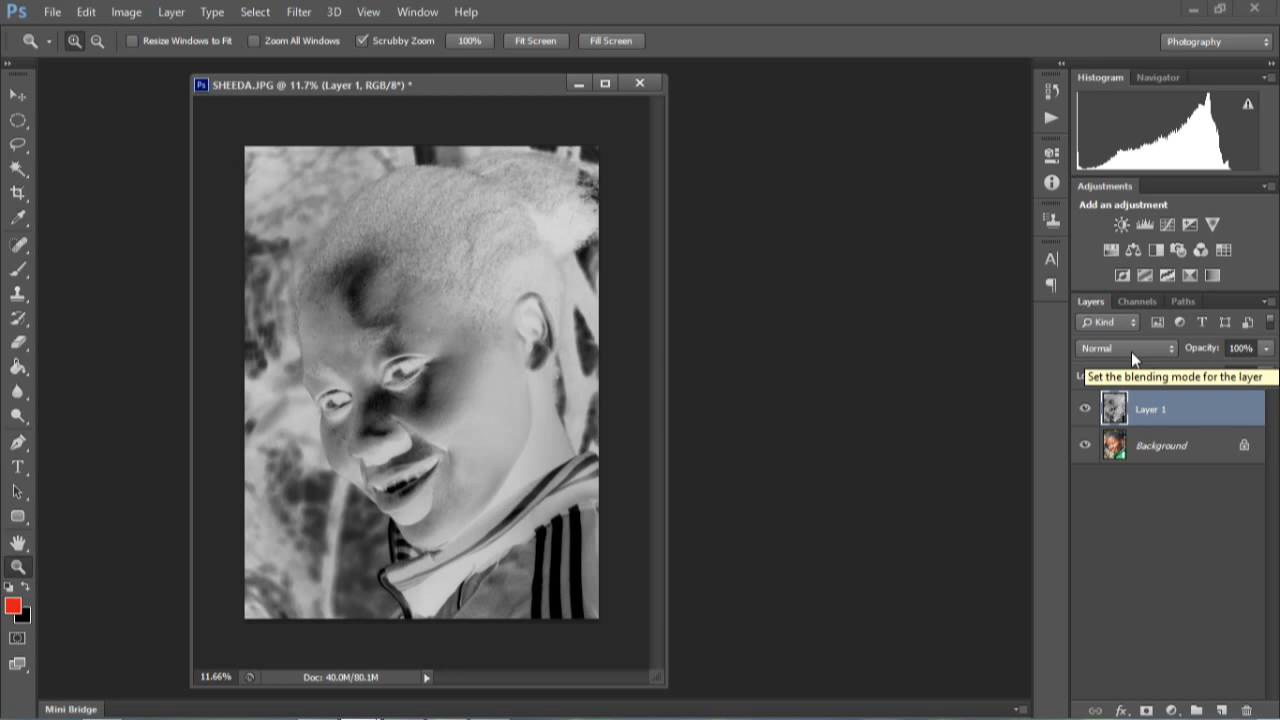 Ps File Edit Image Layer Type Select Filter 3D View Window Help
Resize Windows to Fit Zoom All Windows Scrubby Zoom 100% Fit Screen Fill Screen Photography
Ps SHEEDA.JPG @ 11.7% (Layer 1, RGB/8*) *
Histogram Navigator
Adjustments
Add an adjustment
Layers Channels Paths
Kind
Normal Opacity: 100%
Set the blending mode for the layer
Layer 1
Background
11.66% Doc: 40.0M/80.1M
Mini Bridge